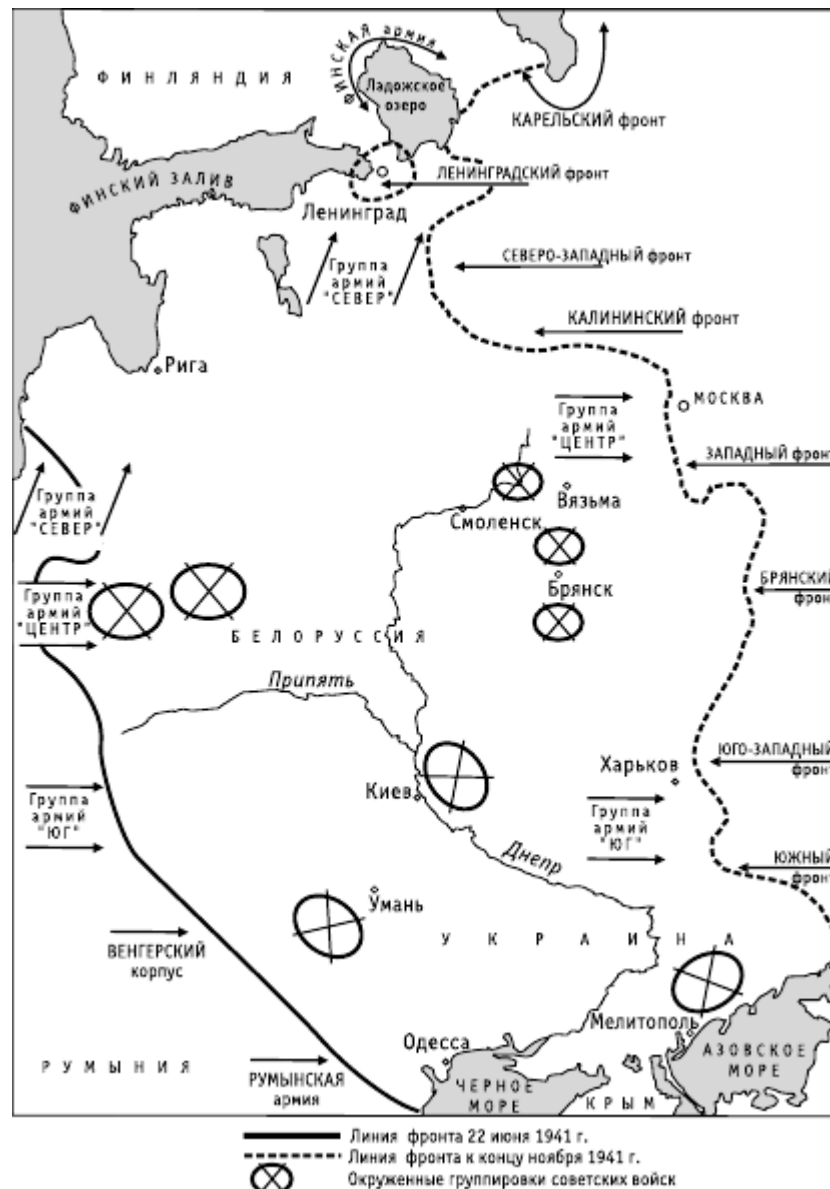 ФИНЛЯНДИЯ
ФИНСКАЯ армия
Ладожское
озеро
КАРЕЛЬСКИЙ фронт
ФИНСКИЙ ЗАЛИВ
ЛЕНИНГРАДСКИЙ фронт
Ленинград
Группа
армий
"СЕВЕР"
СЕВЕРО-ЗАПАДНЫЙ фронт
КАЛИНИНСКИЙ фронт
Рига
Группа
армий
"ЦЕНТР"
МОСКВА
ЗАПАДНЫЙ фронт
Группа
армий
"СЕВЕР"
Вязьма
Смоленск
Группа
армий
"ЦЕНТР"
Брянск
БРЯНСКИЙ
фронт
БЕЛОРУССИЯ
Припять
ЮГО-ЗАПАДНЫЙ
фронт
Харьков
Киев
Группа
армий
"ЮГ"
Группа
армий
"ЮГ"
Днепр
ЮЖНЫЙ
фронт
Умань
ВЕНГЕРСКИЙ
корпус
УКРАИНА
Мелитополь
Одесса
АЗОВСКОЕ
МОРЕ
РУМЫНИЯ
РУМЫНСКАЯ
армия
ЧЕРНОЕ
МОРЕ
КРЫМ
Линия фронта 22 июня 1941 г.
Линия фронта к концу ноября 1941 г.
Окруженные группировки советских войск